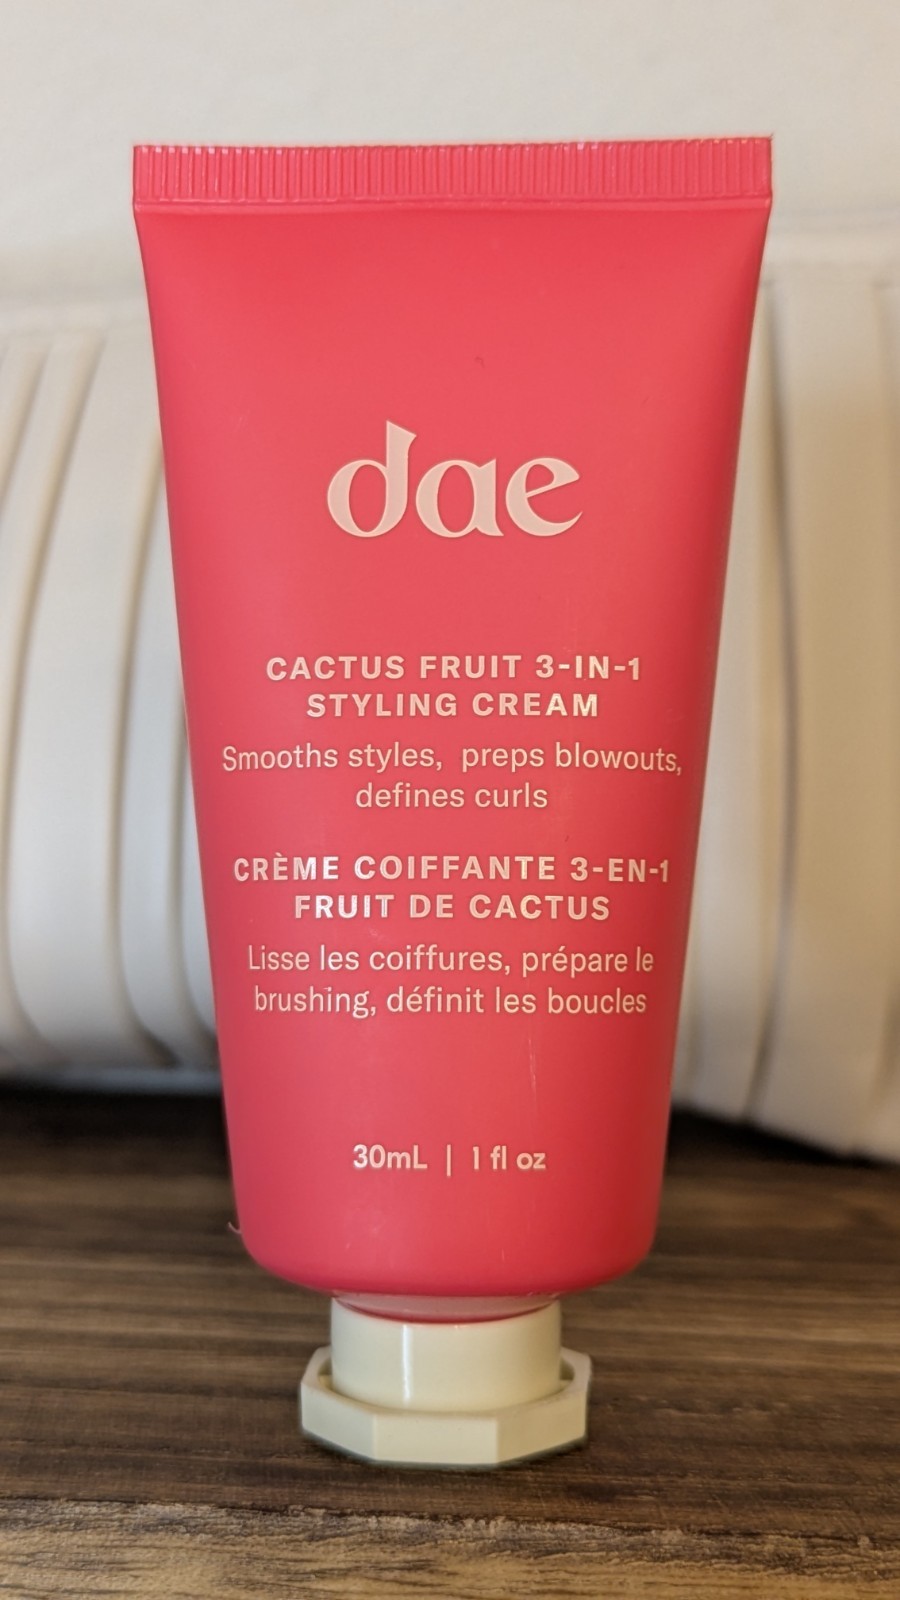 dae
CACTUS FRUIT 3-IN-1
STYLING CREAM
Smooths styles, preps blowouts,
defines curls
CRÈME COIFFANTE 3-EN-1
FRUIT DE CACTUS
Lisse les coiffures, prépare le
brushing, définit les boucles
30mL | 1 fl oz